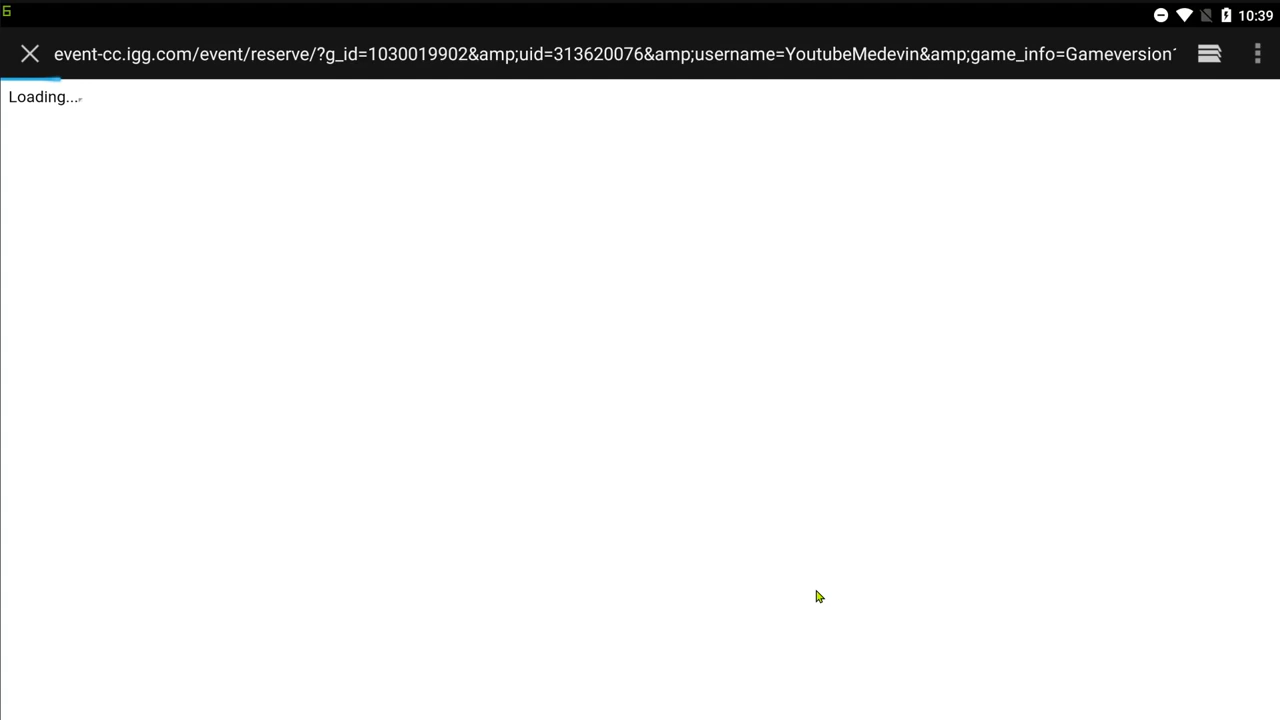 6
10:39
event-cc.igg.com/event/reserve/?g_id=1030019902&amp;uid=313620076&amp;username=YoutubeMedevin&amp;game_info=Gameversion
Loading...